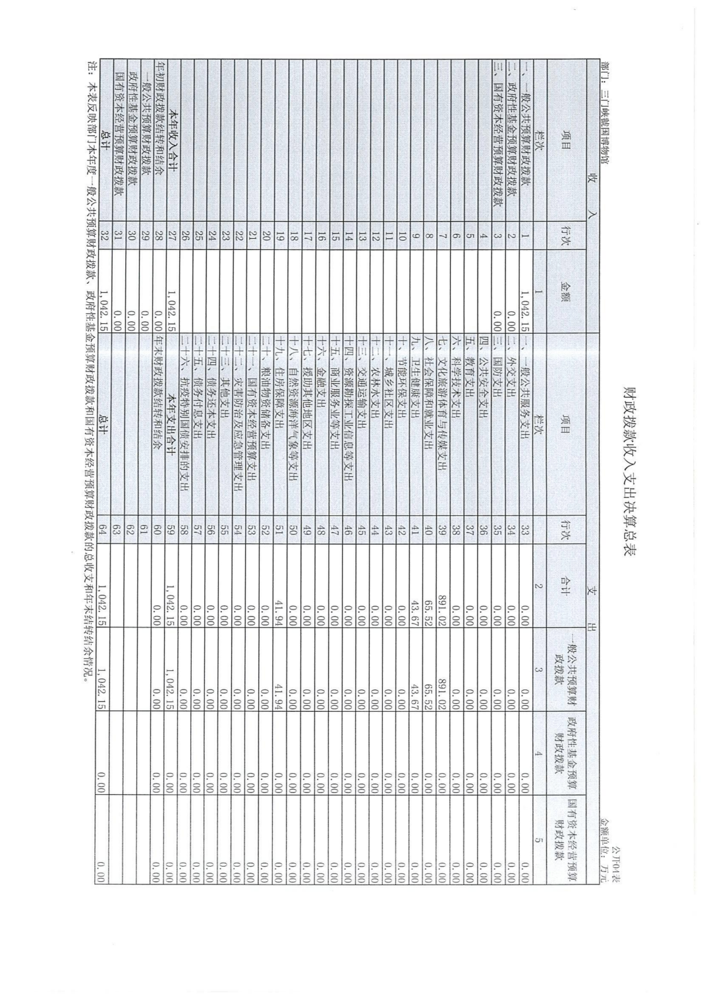 财政拨款收入支出决算总表
公开04表
部门：三门峡虢国博物馆 金额单位：万元
收 入 支 出
项目 行次 金额 项目 行次 合计 一般公共预算财政拨款 政府性基金预算财政拨款 国有资本经营预算财政拨款
栏次 1 栏次 2 3 4 5
一、一般公共预算财政拨款 1 1,042.15 一、一般公共服务支出 33 0.00 0.00 0.00 0.00
二、政府性基金预算财政拨款 2 0.00 二、外交支出 34 0.00 0.00 0.00 0.00
三、国有资本经营预算财政拨款 3 0.00 三、国防支出 35 0.00 0.00 0.00 0.00
4 四、公共安全支出 36 0.00 0.00 0.00 0.00
5 五、教育支出 37 0.00 0.00 0.00 0.00
6 六、科学技术支出 38 0.00 0.00 0.00 0.00
7 七、文化旅游体育与传媒支出 39 891.02 891.02 0.00 0.00
8 八、社会保障和就业支出 40 65.52 65.52 0.00 0.00
9 九、卫生健康支出 41 43.67 43.67 0.00 0.00
10 十、节能环保支出 42 0.00 0.00 0.00 0.00
11 十一、城乡社区支出 43 0.00 0.00 0.00 0.00
12 十二、农林水支出 44 0.00 0.00 0.00 0.00
13 十三、交通运输支出 45 0.00 0.00 0.00 0.00
14 十四、资源勘探工业信息等支出 46 0.00 0.00 0.00 0.00
15 十五、商业服务业等支出 47 0.00 0.00 0.00 0.00
16 十六、金融支出 48 0.00 0.00 0.00 0.00
17 十七、援助其他地区支出 49 0.00 0.00 0.00 0.00
18 十八、自然资源海洋气象等支出 50 0.00 0.00 0.00 0.00
19 十九、住房保障支出 51 41.94 41.94 0.00 0.00
20 二十、粮油物资储备支出 52 0.00 0.00 0.00 0.00
21 二十一、国有资本经营预算支出 53 0.00 0.00 0.00 0.00
22 二十二、灾害防治及应急管理支出 54 0.00 0.00 0.00 0.00
23 二十三、其他支出 55 0.00 0.00 0.00 0.00
24 二十四、债务还本支出 56 0.00 0.00 0.00 0.00
25 二十五、债务付息支出 57 0.00 0.00 0.00 0.00
26 二十六、抗疫特别国债安排的支出 58 0.00 0.00 0.00 0.00
本年收入合计 27 1,042.15 本年支出合计 59 1,042.15 1,042.15 0.00 0.00
年初财政拨款结转和结余 28 0.00 年末财政拨款结转和结余 60 0.00 0.00 0.00 0.00
一般公共预算财政拨款 29 0.00 61
政府性基金预算财政拨款 30 0.00 62
国有资本经营预算财政拨款 31 0.00 63
总计 32 1,042.15 总计 64 1,042.15 1,042.15 0.00 0.00
注：本表反映部门本年度一般公共预算财政拨款、政府性基金预算财政拨款和国有资本经营预算财政拨款的总收支和年末结转结余情况。